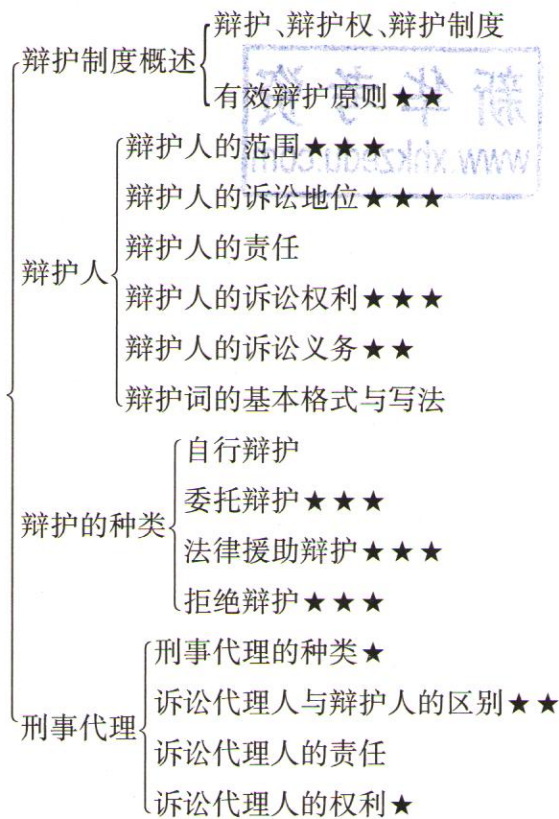 辩护制度概述
辩护、辩护权、辩护制度
有效辩护原则★★
辩护人
辩护人的范围★★★
辩护人的诉讼地位★★★
辩护人的责任
辩护人的诉讼权利★★★
辩护人的诉讼义务★★
辩护词的基本格式与写法
辩护的种类
自行辩护
委托辩护★★★
法律援助辩护★★★
拒绝辩护★★★
刑事代理
刑事代理的种类★
诉讼代理人与辩护人的区别★★
诉讼代理人的责任
诉讼代理人的权利★
新华考资
www.xhkzedu.com